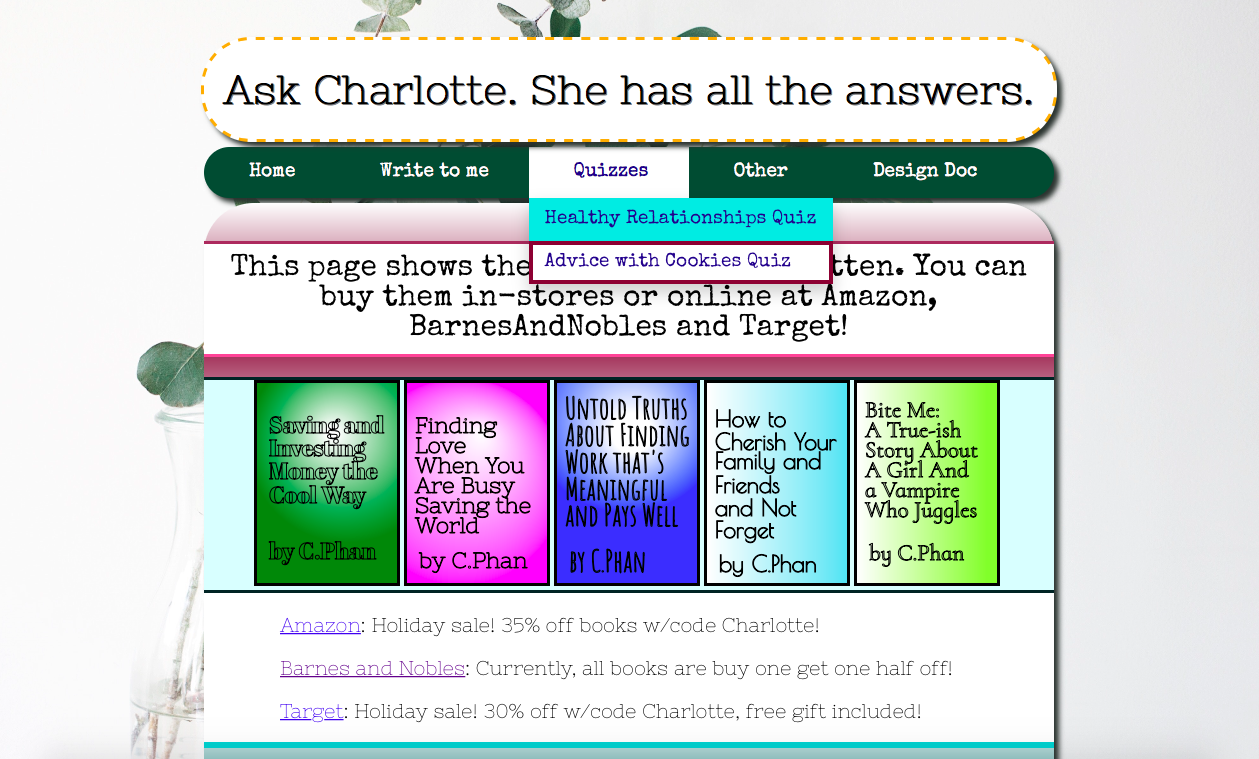 Ask Charlotte. She has all the answers.
Home Write to me Quizzes Other Design Doc
Healthy Relationships Quiz
Advice with Cookies Quiz
This page shows the tten. You can
buy them in-stores or online at Amazon,
BarnesAndNobles and Target!
Saving and
Investing
Money the
Cool Way
by C.Phan
Finding
Love
When You
Are Busy
Saving the
World
by C.Phan
Untold Truths
About Finding
Work that's
Meaningful
and Pays Well
by C.Phan
How to
Cherish Your
Family and
Friends
and Not
Forget
by C.Phan
Bite Me:
A True-ish
Story About
A Girl And
a Vampire
Who Juggles
by C.Phan
Amazon: Holiday sale! 35% off books w/code Charlotte!
Barnes and Nobles: Currently, all books are buy one get one half off!
Target: Holiday sale! 30% off w/code Charlotte, free gift included!